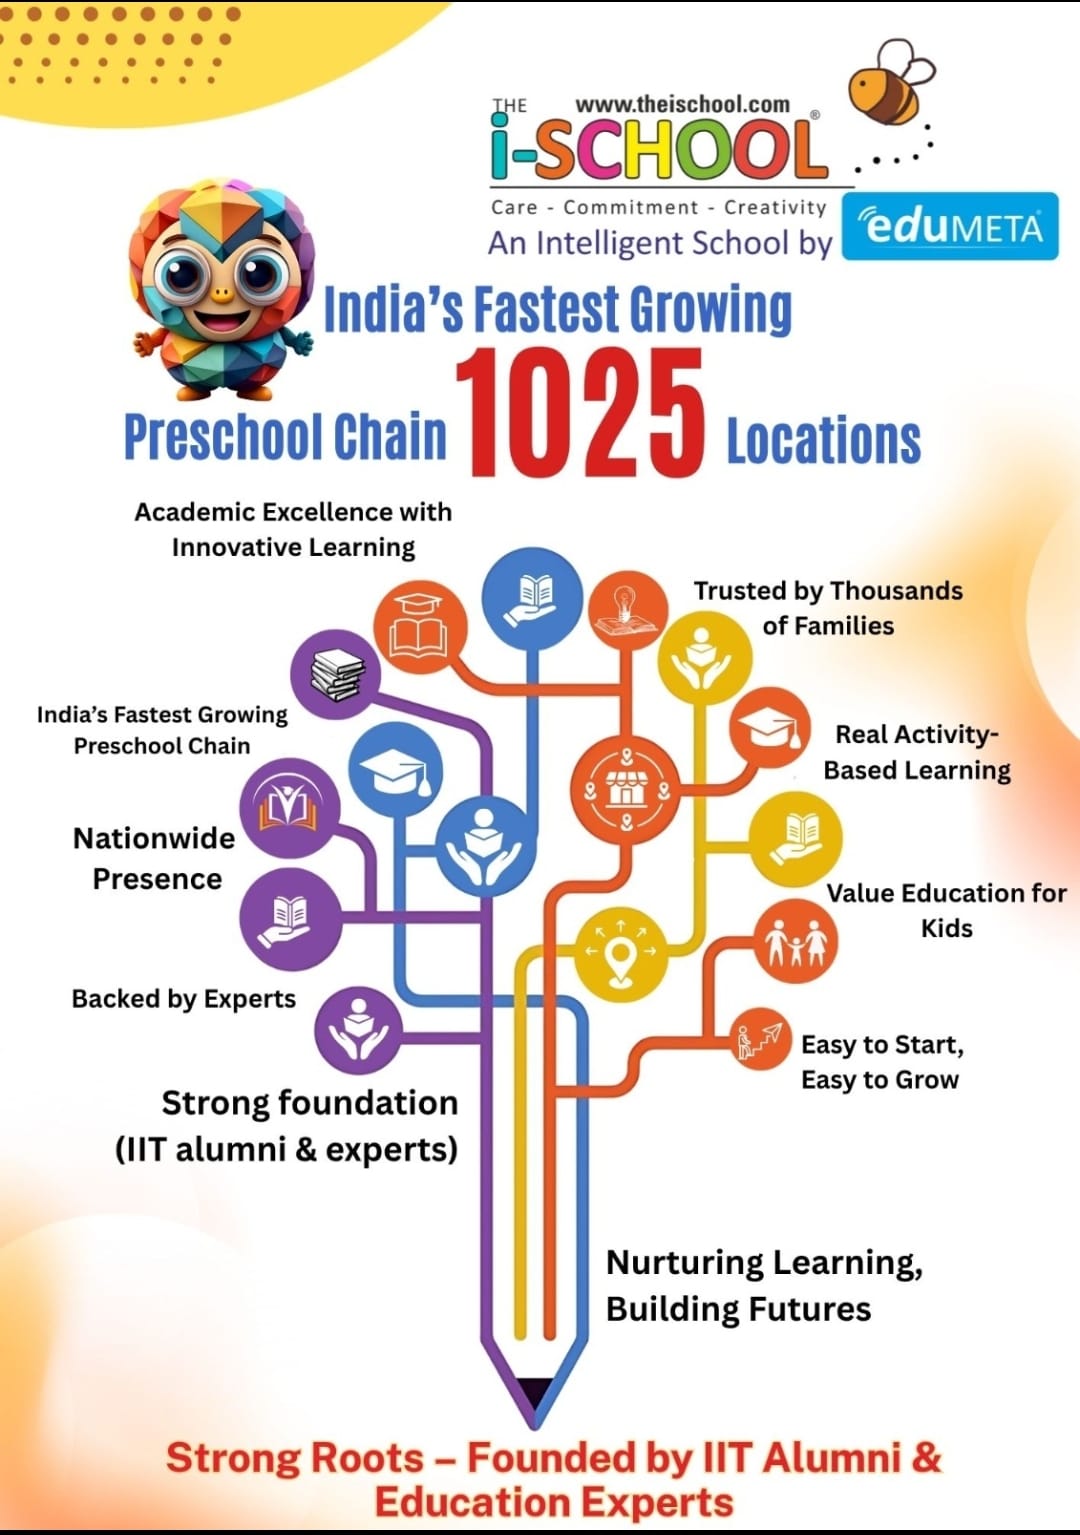 THE
www.theischool.com
i-SCHOOL®
Care - Commitment - Creativity
An Intelligent School by
eduMETA
India's Fastest Growing
Preschool Chain 1025 Locations
Academic Excellence with
Innovative Learning
Trusted by Thousands
of Families
India's Fastest Growing
Preschool Chain
Real Activity-
Based Learning
Nationwide
Presence
Value Education for
Kids
Backed by Experts
Easy to Start,
Easy to Grow
Strong foundation
(IIT alumni & experts)
Nurturing Learning,
Building Futures
Strong Roots – Founded by IIT Alumni &
Education Experts